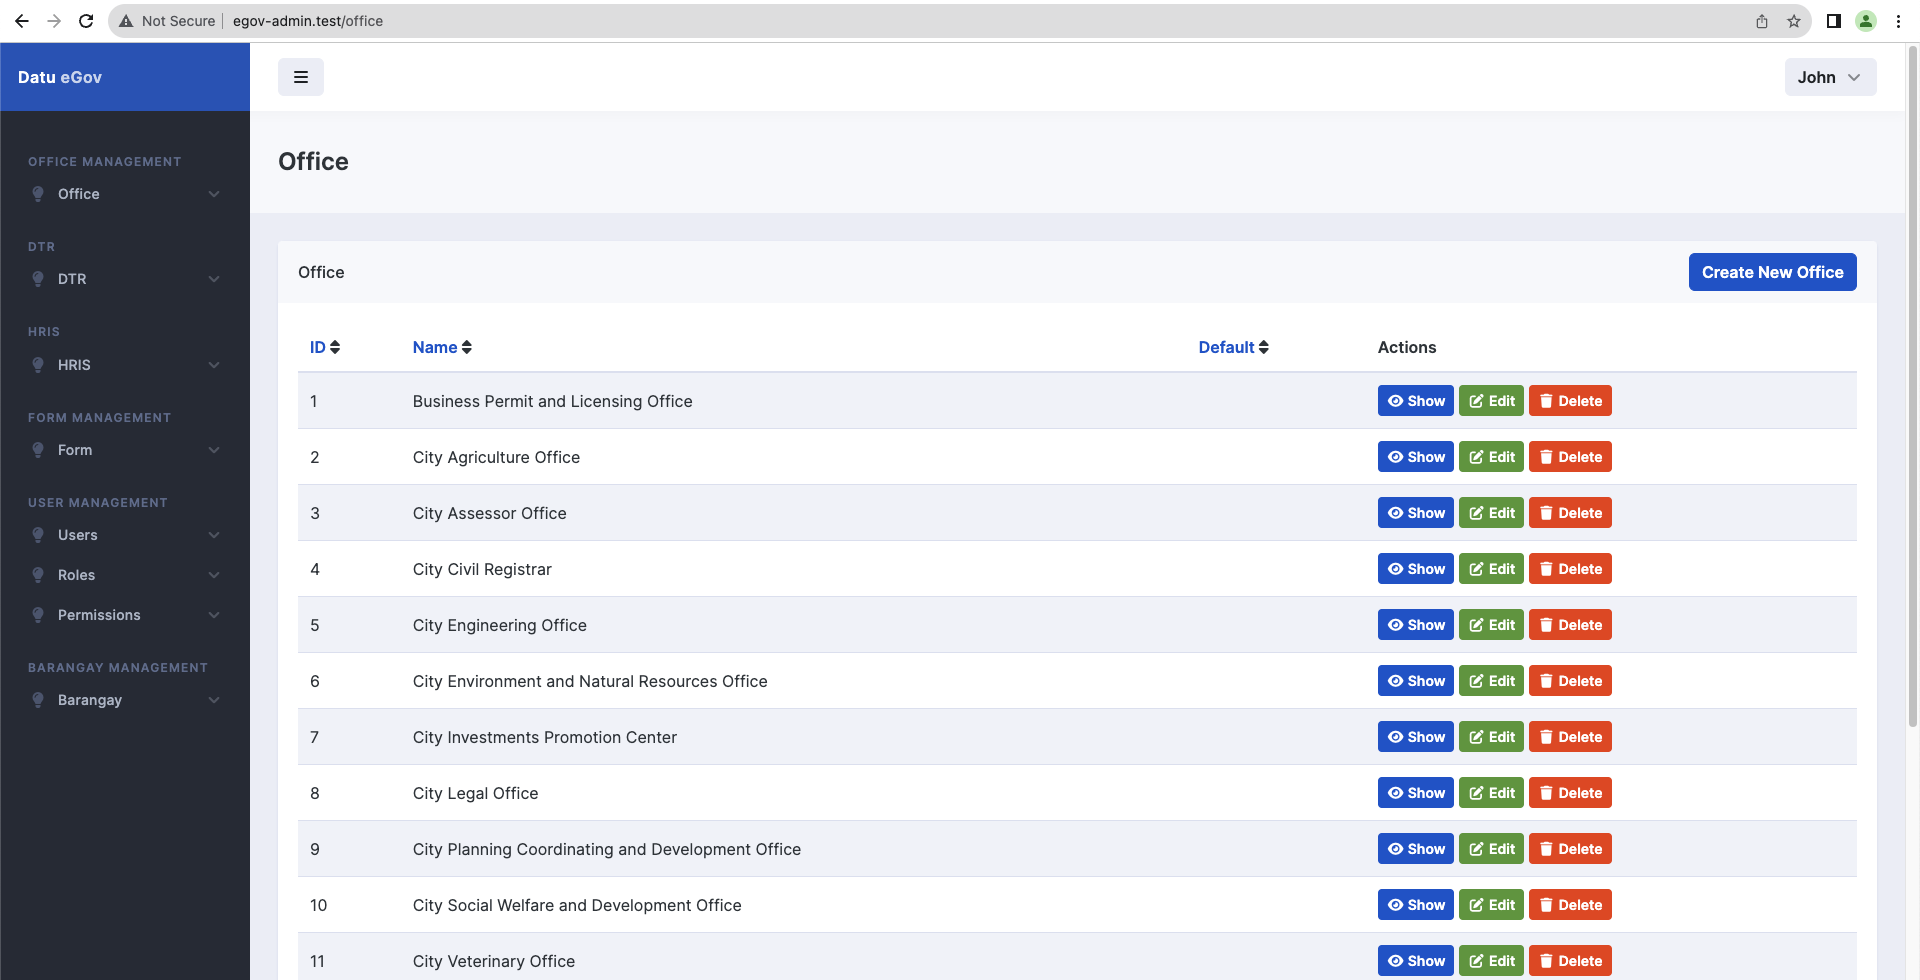 Not Secure egov-admin.test/office
Datu eGov
John
OFFICE MANAGEMENT
Office
DTR
DTR
HRIS
HRIS
FORM MANAGEMENT
Form
USER MANAGEMENT
Users
Roles
Permissions
BARANGAY MANAGEMENT
Barangay
Office
Office Create New Office
ID Name Default Actions
1 Business Permit and Licensing Office Show Edit Delete
2 City Agriculture Office Show Edit Delete
3 City Assessor Office Show Edit Delete
4 City Civil Registrar Show Edit Delete
5 City Engineering Office Show Edit Delete
6 City Environment and Natural Resources Office Show Edit Delete
7 City Investments Promotion Center Show Edit Delete
8 City Legal Office Show Edit Delete
9 City Planning Coordinating and Development Office Show Edit Delete
10 City Social Welfare and Development Office Show Edit Delete
11 City Veterinary Office Show Edit Delete